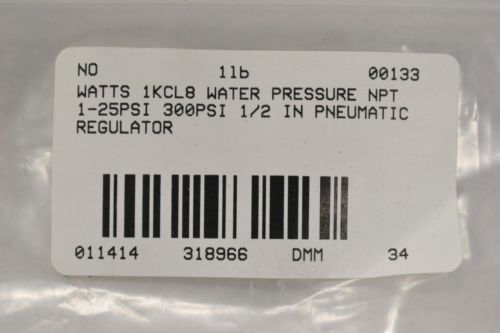 NO 1lb 00133
WATTS 1KCL8 WATER PRESSURE NPT
1-25PSI 300PSI 1/2 IN PNEUMATIC
REGULATOR
011414 318966 DMM 34